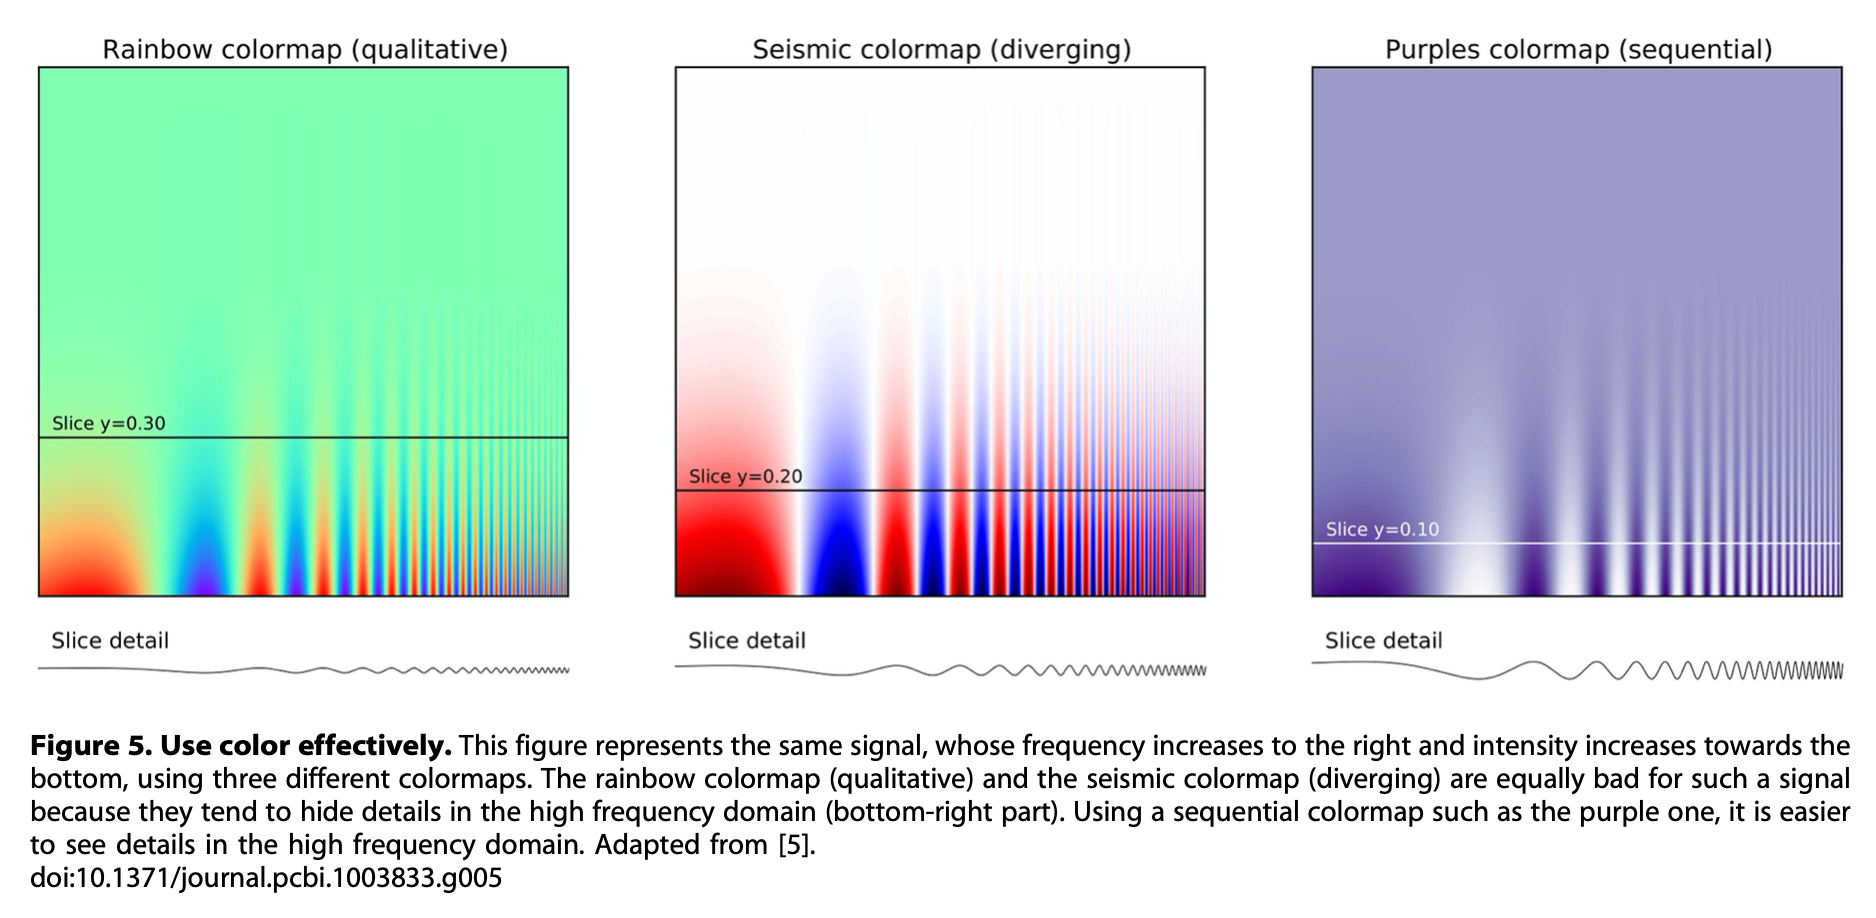 Rainbow colormap (qualitative)
Seismic colormap (diverging)
Purples colormap (sequential)
Slice y=0.30
Slice y=0.20
Slice y=0.10
Slice detail
Slice detail
Slice detail
Figure 5. Use color effectively. This figure represents the same signal, whose frequency increases to the right and intensity increases towards the
bottom, using three different colormaps. The rainbow colormap (qualitative) and the seismic colormap (diverging) are equally bad for such a signal
because they tend to hide details in the high frequency domain (bottom-right part). Using a sequential colormap such as the purple one, it is easier
to see details in the high frequency domain. Adapted from [5].
doi:10.1371/journal.pcbi.1003833.g005